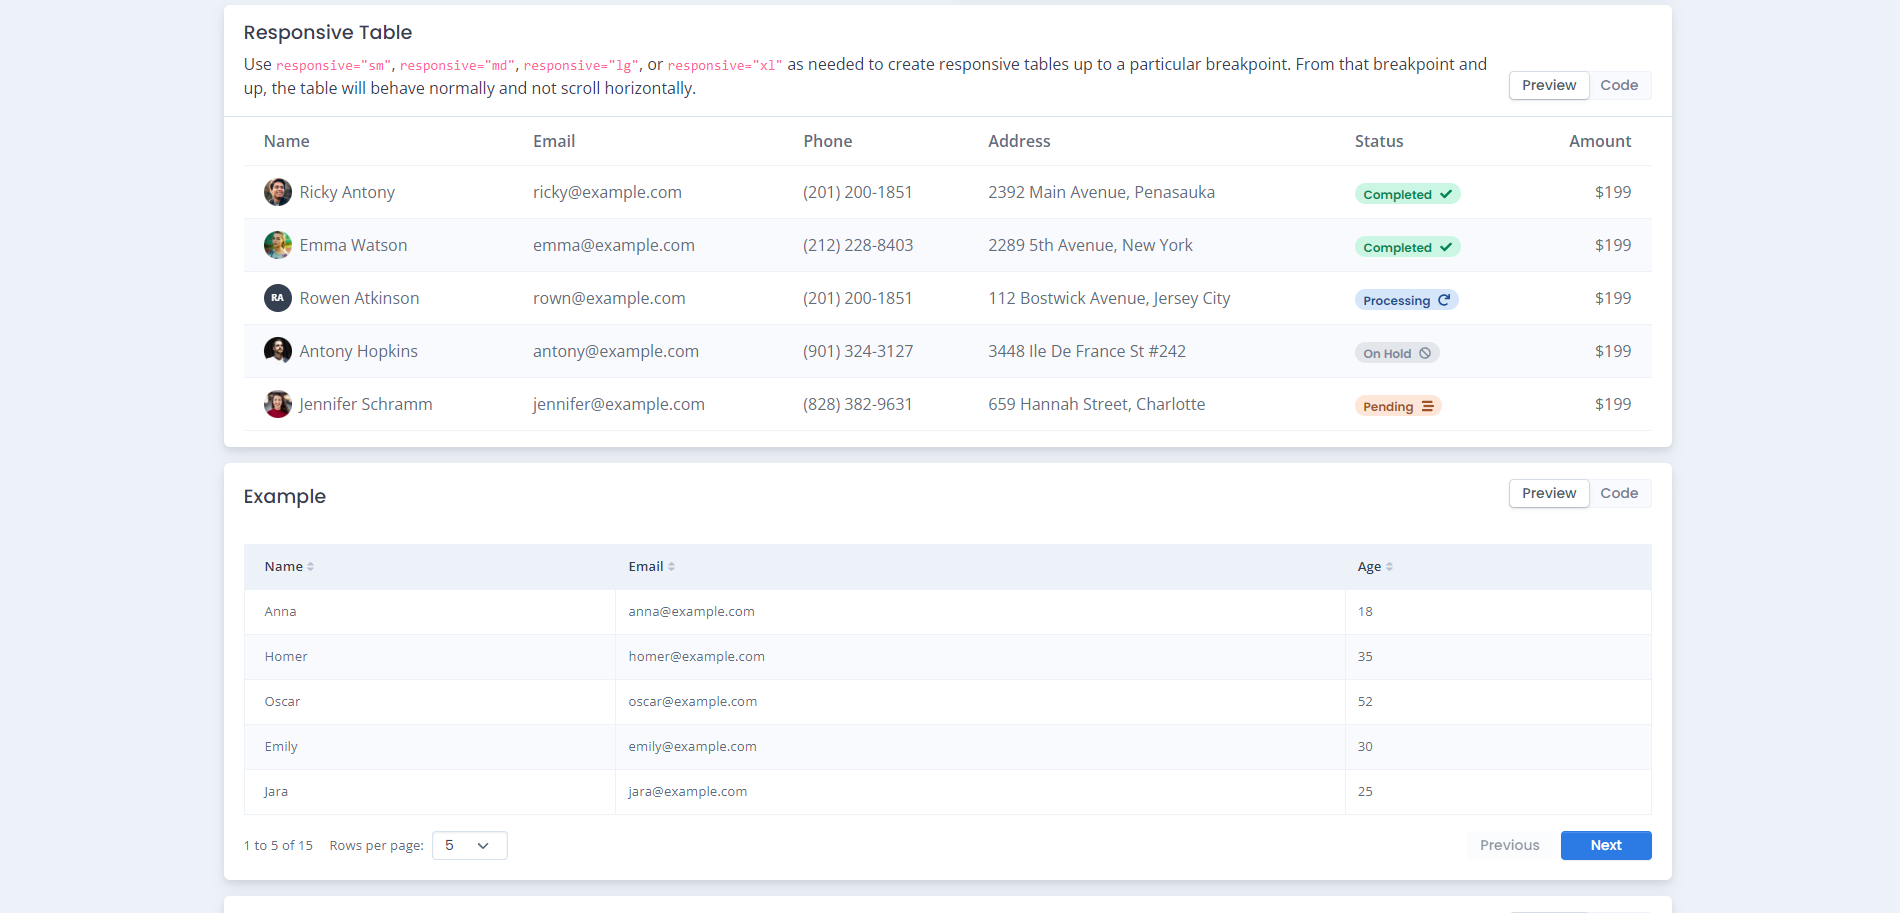 Responsive Table
Use responsive="sm", responsive="md", responsive="lg", or responsive="xl" as needed to create responsive tables up to a particular breakpoint. From that breakpoint and
up, the table will behave normally and not scroll horizontally.
Preview Code
Name Email Phone Address Status Amount
Ricky Antony ricky@example.com (201) 200-1851 2392 Main Avenue, Penasauka Completed $199
Emma Watson emma@example.com (212) 228-8403 2289 5th Avenue, New York Completed $199
RA Rowen Atkinson rown@example.com (201) 200-1851 112 Bostwick Avenue, Jersey City Processing $199
Antony Hopkins antony@example.com (901) 324-3127 3448 Ile De France St #242 On Hold $199
Jennifer Schramm jennifer@example.com (828) 382-9631 659 Hannah Street, Charlotte Pending $199
Example
Preview Code
Name Email Age
Anna anna@example.com 18
Homer homer@example.com 35
Oscar oscar@example.com 52
Emily emily@example.com 30
Jara jara@example.com 25
1 to 5 of 15 Rows per page: 5 Previous Next